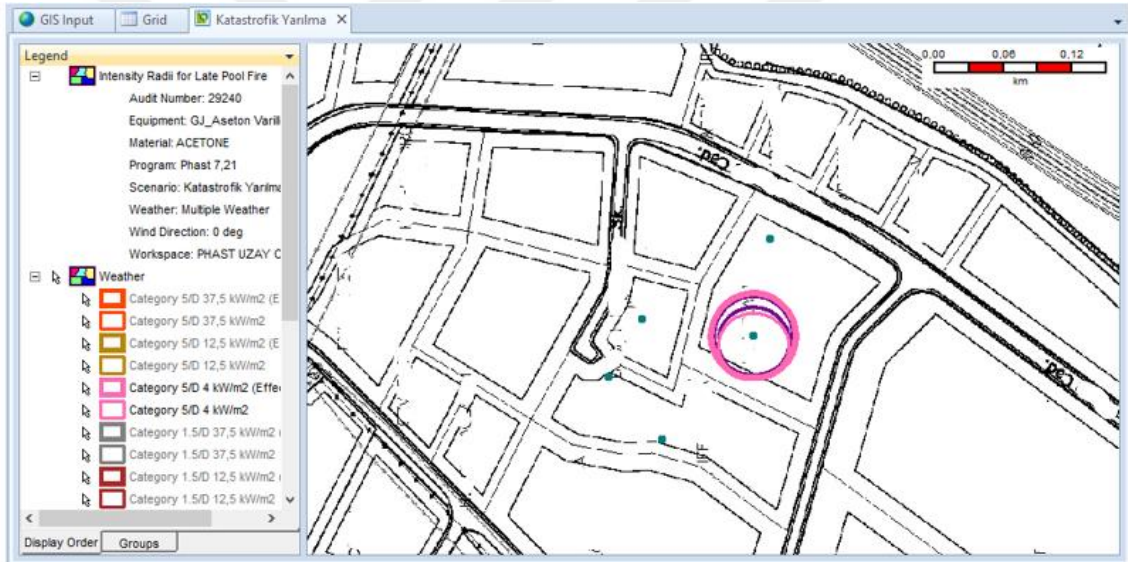 GIS Input Grid Katastrofik Yarılma
Legend
Intensity Radii for Late Pool Fire
Audit Number: 29240
Equipment: GJ_Aseton Varill
Material: ACETONE
Program: Phast 7,21
Scenario: Katastrofik Yarılma
Weather: Multiple Weather
Wind Direction: 0 deg
Workspace: PHAST UZAY C
Weather
Category 5/D 37,5 kW/m2 (E
Category 5/D 37,5 kW/m2
Category 5/D 12,5 kW/m2 (E
Category 5/D 12,5 kW/m2
Category 5/D 4 kW/m2 (Effe
Category 5/D 4 kW/m2
Category 1.5/D 37,5 kW/m2 (
Category 1.5/D 37,5 kW/m2
Category 1.5/D 12,5 kW/m2 (
Category 1.5/D 12,5 kW/m2
Display Order Groups
0.00 0.06 0.12
km
Cad.
Cad.